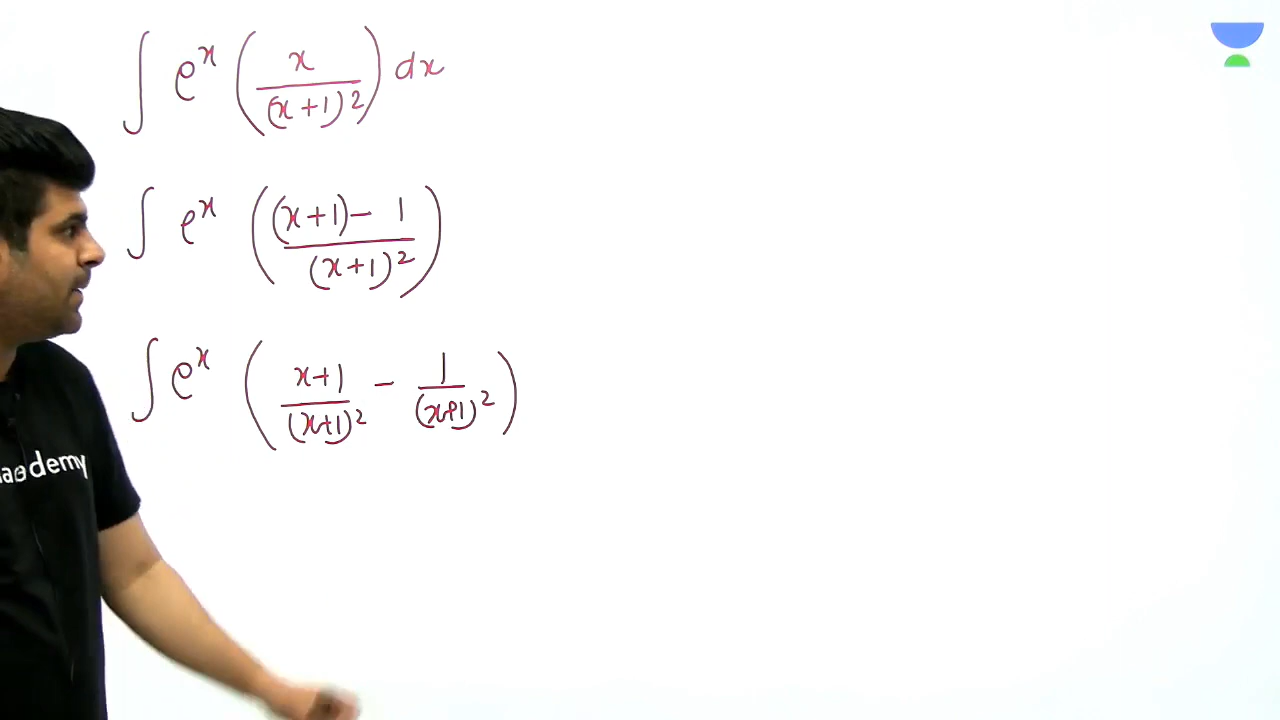 ∫ e^x (x/(x+1)^2) dx
∫ e^x (((x+1) - 1)/(x+1)^2)
∫ e^x ((x+1)/(x+1)^2 - 1/(x+1)^2)
academy